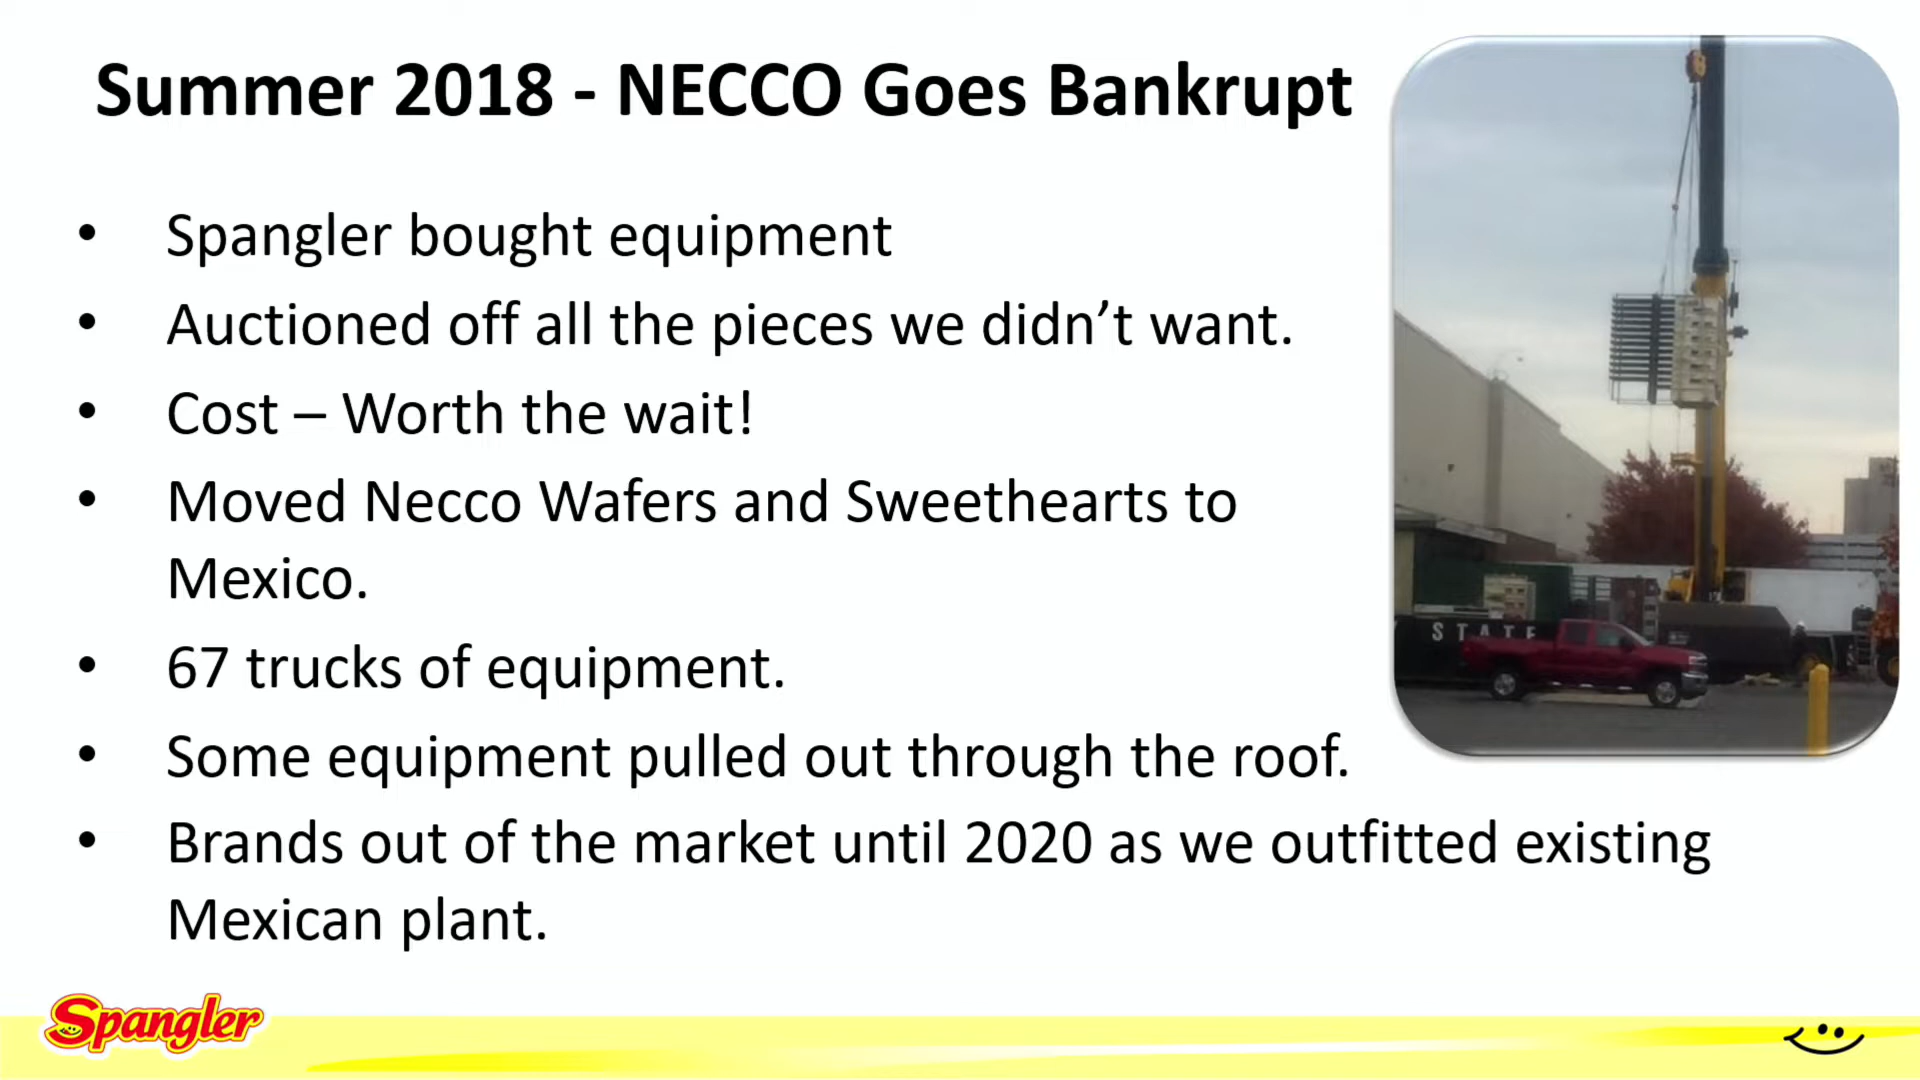 Summer 2018 - NECCO Goes Bankrupt
• Spangler bought equipment
• Auctioned off all the pieces we didn’t want.
• Cost – Worth the wait!
• Moved Necco Wafers and Sweethearts to
Mexico.
• 67 trucks of equipment.
• Some equipment pulled out through the roof.
• Brands out of the market until 2020 as we outfitted existing
Mexican plant.
STATE
Spangler